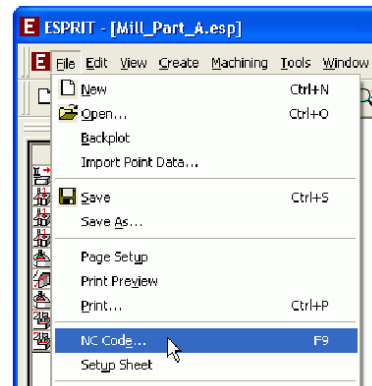 E ESPRIT - [Mill_Part_A.esp]
E File Edit View Create Machining Tools Window
New Ctrl+N
Open... Ctrl+O
Backplot
Import Point Data...
Save Ctrl+S
Save As...
Page Setup
Print Preview
Print... Ctrl+P
NC Code... F9
Setup Sheet